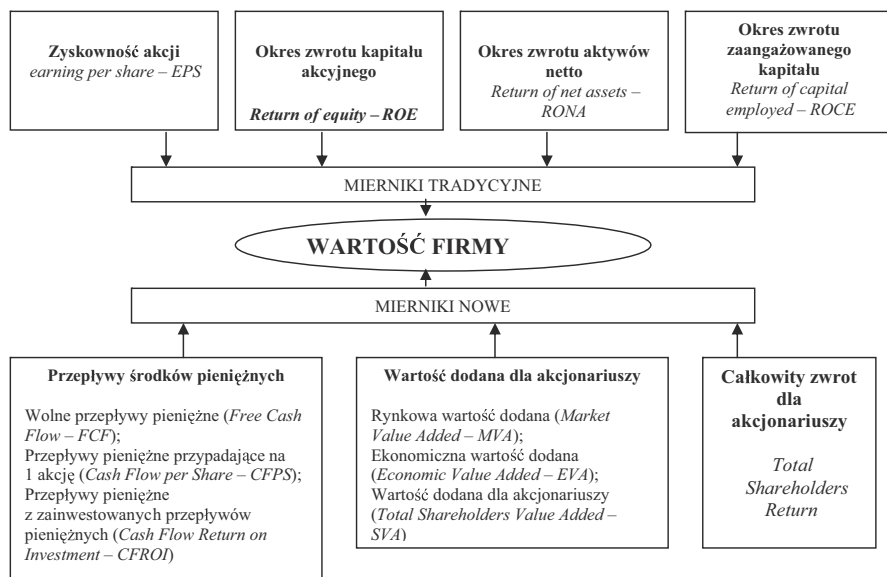 Zyskowność akcji
earning per share – EPS
Okres zwrotu kapitału
akcyjnego
Return of equity – ROE
Okres zwrotu aktywów
netto
Return of net assets –
RONA
Okres zwrotu
zaangażowanego
kapitału
Return of capital
employed – ROCE
MIERNIKI TRADYCYJNE
WARTOŚĆ FIRMY
MIERNIKI NOWE
Przepływy środków pieniężnych
Wolne przepływy pieniężne (Free Cash
Flow – FCF);
Przepływy pieniężne przypadające na
1 akcję (Cash Flow per Share – CFPS);
Przepływy pieniężne
z zainwestowanych przepływów
pieniężnych (Cash Flow Return on
Investment – CFROI)
Wartość dodana dla akcjonariuszy
Rynkowa wartość dodana (Market
Value Added – MVA);
Ekonomiczna wartość dodana
(Economic Value Added – EVA);
Wartość dodana dla akcjonariuszy
(Total Shareholders Value Added –
SVA)
Całkowity zwrot
dla
akcjonariuszy
Total
Shareholders
Return